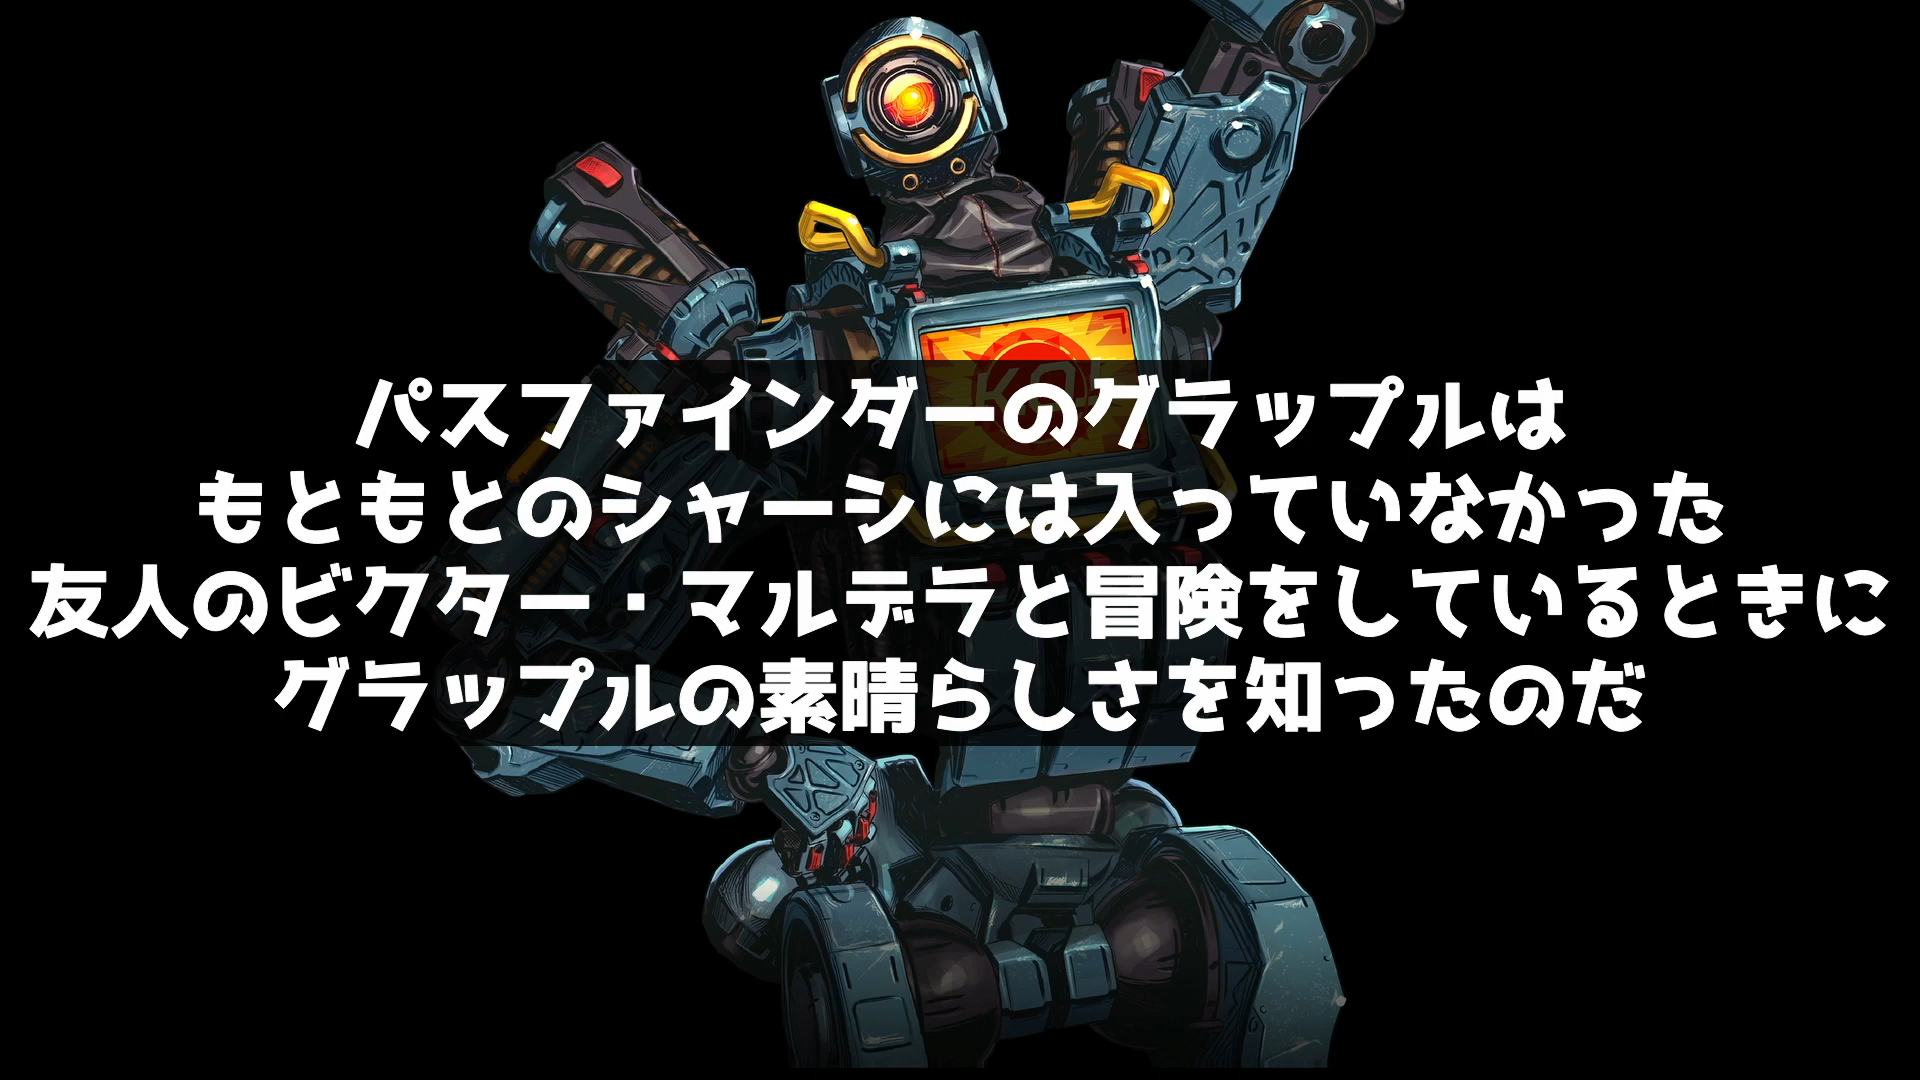 パスファインダーのグラップルは
もともとのシャーシには入っていなかった
友人のビクター・マルデラと冒険をしているときに
グラップルの素晴らしさを知ったのだ